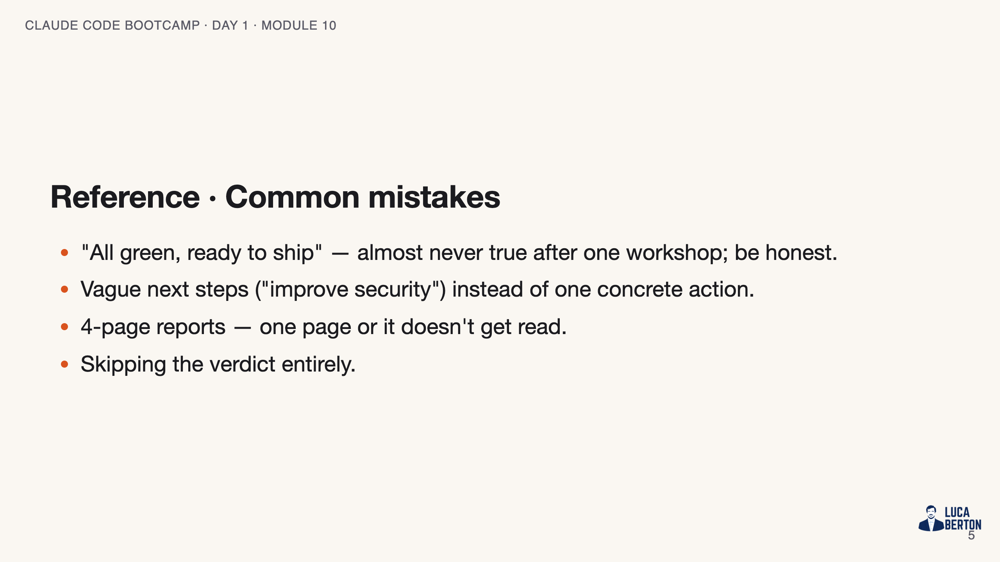 CLAUDE CODE BOOTCAMP · DAY 1 · MODULE 10
Reference · Common mistakes
• "All green, ready to ship" — almost never true after one workshop; be honest.
• Vague next steps ("improve security") instead of one concrete action.
• 4-page reports — one page or it doesn't get read.
• Skipping the verdict entirely.
LUCA
BERTON
5